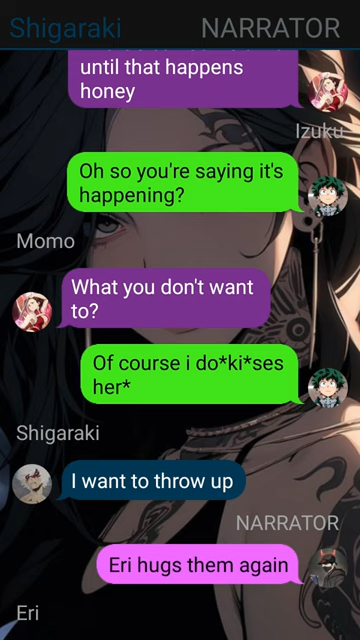 Shigaraki NARRATOR
until that happens
honey
Izuku
Oh so you're saying it's
happening?
Momo
What you don't want
to?
Of course i do*ki*ses
her*
Shigaraki
I want to throw up
NARRATOR
Eri hugs them again
Eri